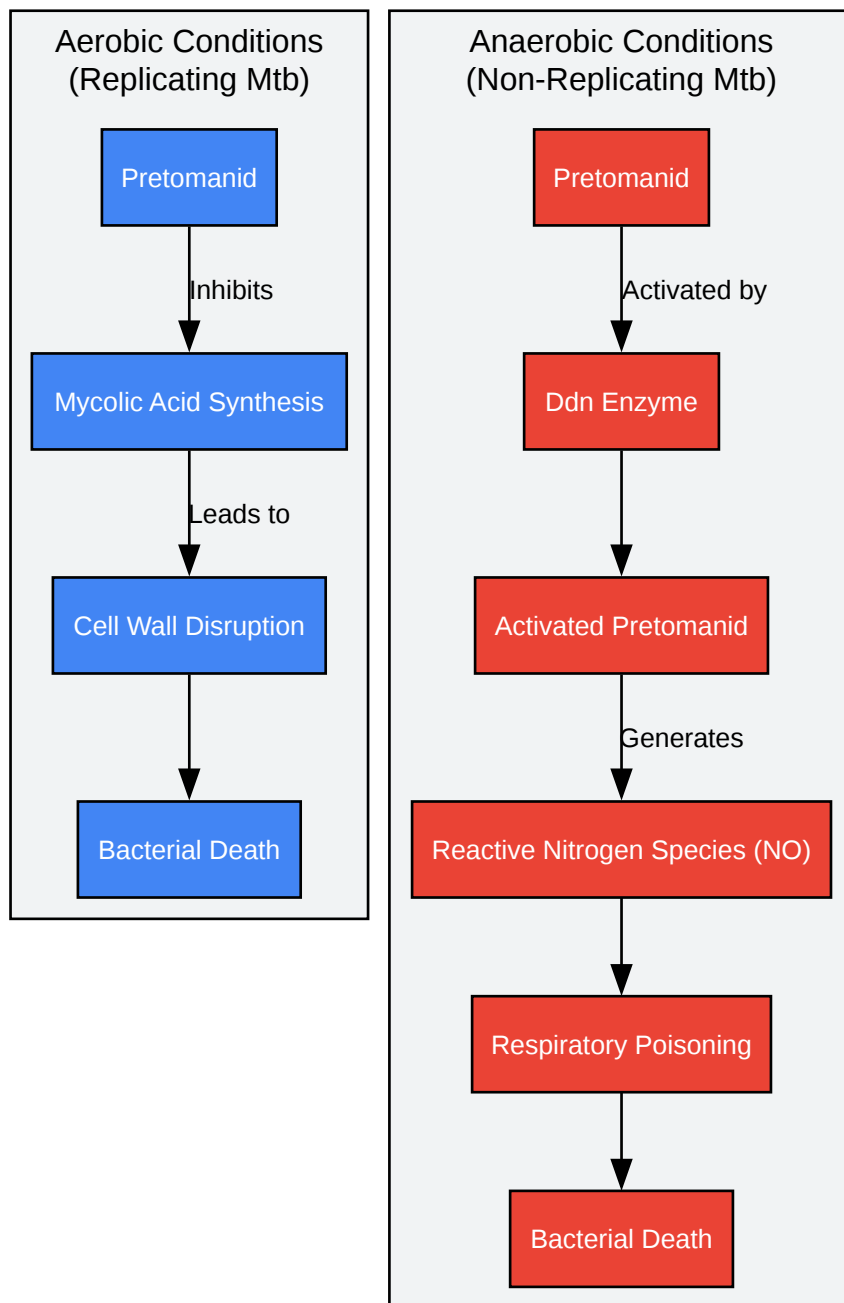 Aerobic Conditions
(Replicating Mtb)
Pretomanid
Inhibits
Mycolic Acid Synthesis
Leads to
Cell Wall Disruption
Bacterial Death
Anaerobic Conditions
(Non-Replicating Mtb)
Pretomanid
Activated by
Ddn Enzyme
Activated Pretomanid
Generates
Reactive Nitrogen Species (NO)
Respiratory Poisoning
Bacterial Death